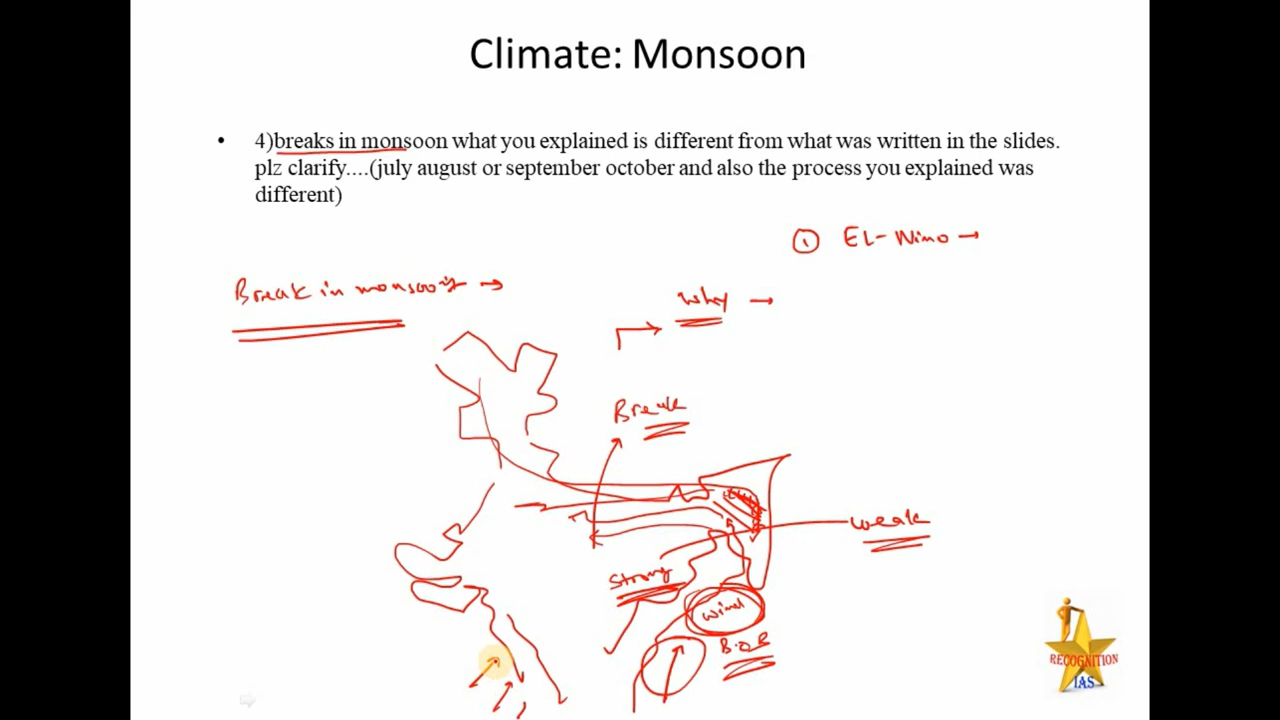 Climate: Monsoon
• 4)breaks in monsoon what you explained is different from what was written in the slides.
plz clarify....(july august or september october and also the process you explained was
different)
① EL-Nino →
Break in monsoon →
Why →
Break
weak
Strong
Wind
B.O.B
RECOGNITION
IAS